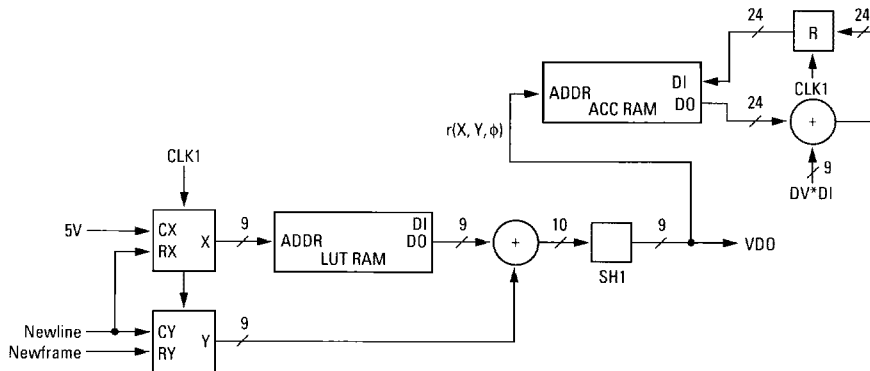 24
R
24
CLK1
ADDR
DI
DO
ACC RAM
24
+
9
DV*DI
r(X, Y, ϕ)
CLK1
5V
CX
RX
X
9
ADDR
DI
DO
LUT RAM
9
+
10
SH1
9
VDO
Newline
Newframe
CY
RY
Y
9